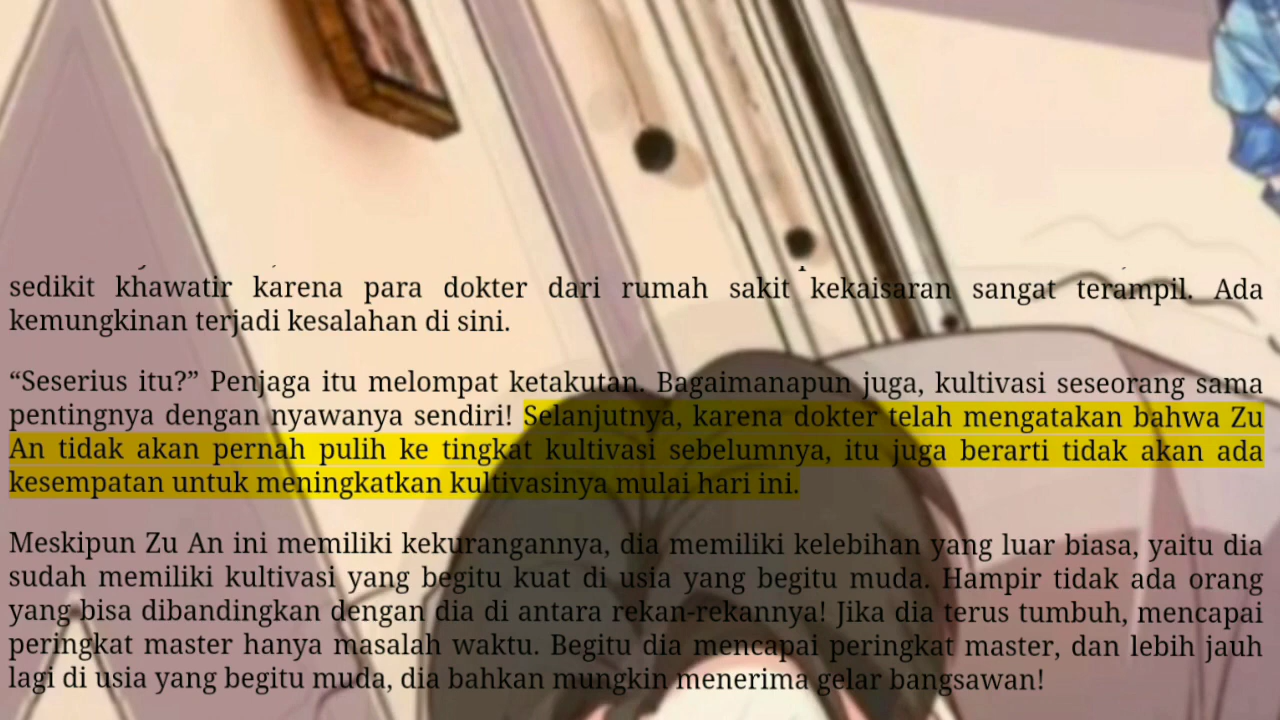 sedikit khawatir karena para dokter dari rumah sakit kekaisaran sangat terampil. Ada
kemungkinan terjadi kesalahan di sini.
“Seserius itu?” Penjaga itu melompat ketakutan. Bagaimanapun juga, kultivasi seseorang sama
pentingnya dengan nyawanya sendiri! Selanjutnya, karena dokter telah mengatakan bahwa Zu
An tidak akan pernah pulih ke tingkat kultivasi sebelumnya, itu juga berarti tidak akan ada
kesempatan untuk meningkatkan kultivasinya mulai hari ini.
Meskipun Zu An ini memiliki kekurangannya, dia memiliki kelebihan yang luar biasa, yaitu dia
sudah memiliki kultivasi yang begitu kuat di usia yang begitu muda. Hampir tidak ada orang
yang bisa dibandingkan dengan dia di antara rekan-rekannya! Jika dia terus tumbuh, mencapai
peringkat master hanya masalah waktu. Begitu dia mencapai peringkat master, dan lebih jauh
lagi di usia yang begitu muda, dia bahkan mungkin menerima gelar bangsawan!